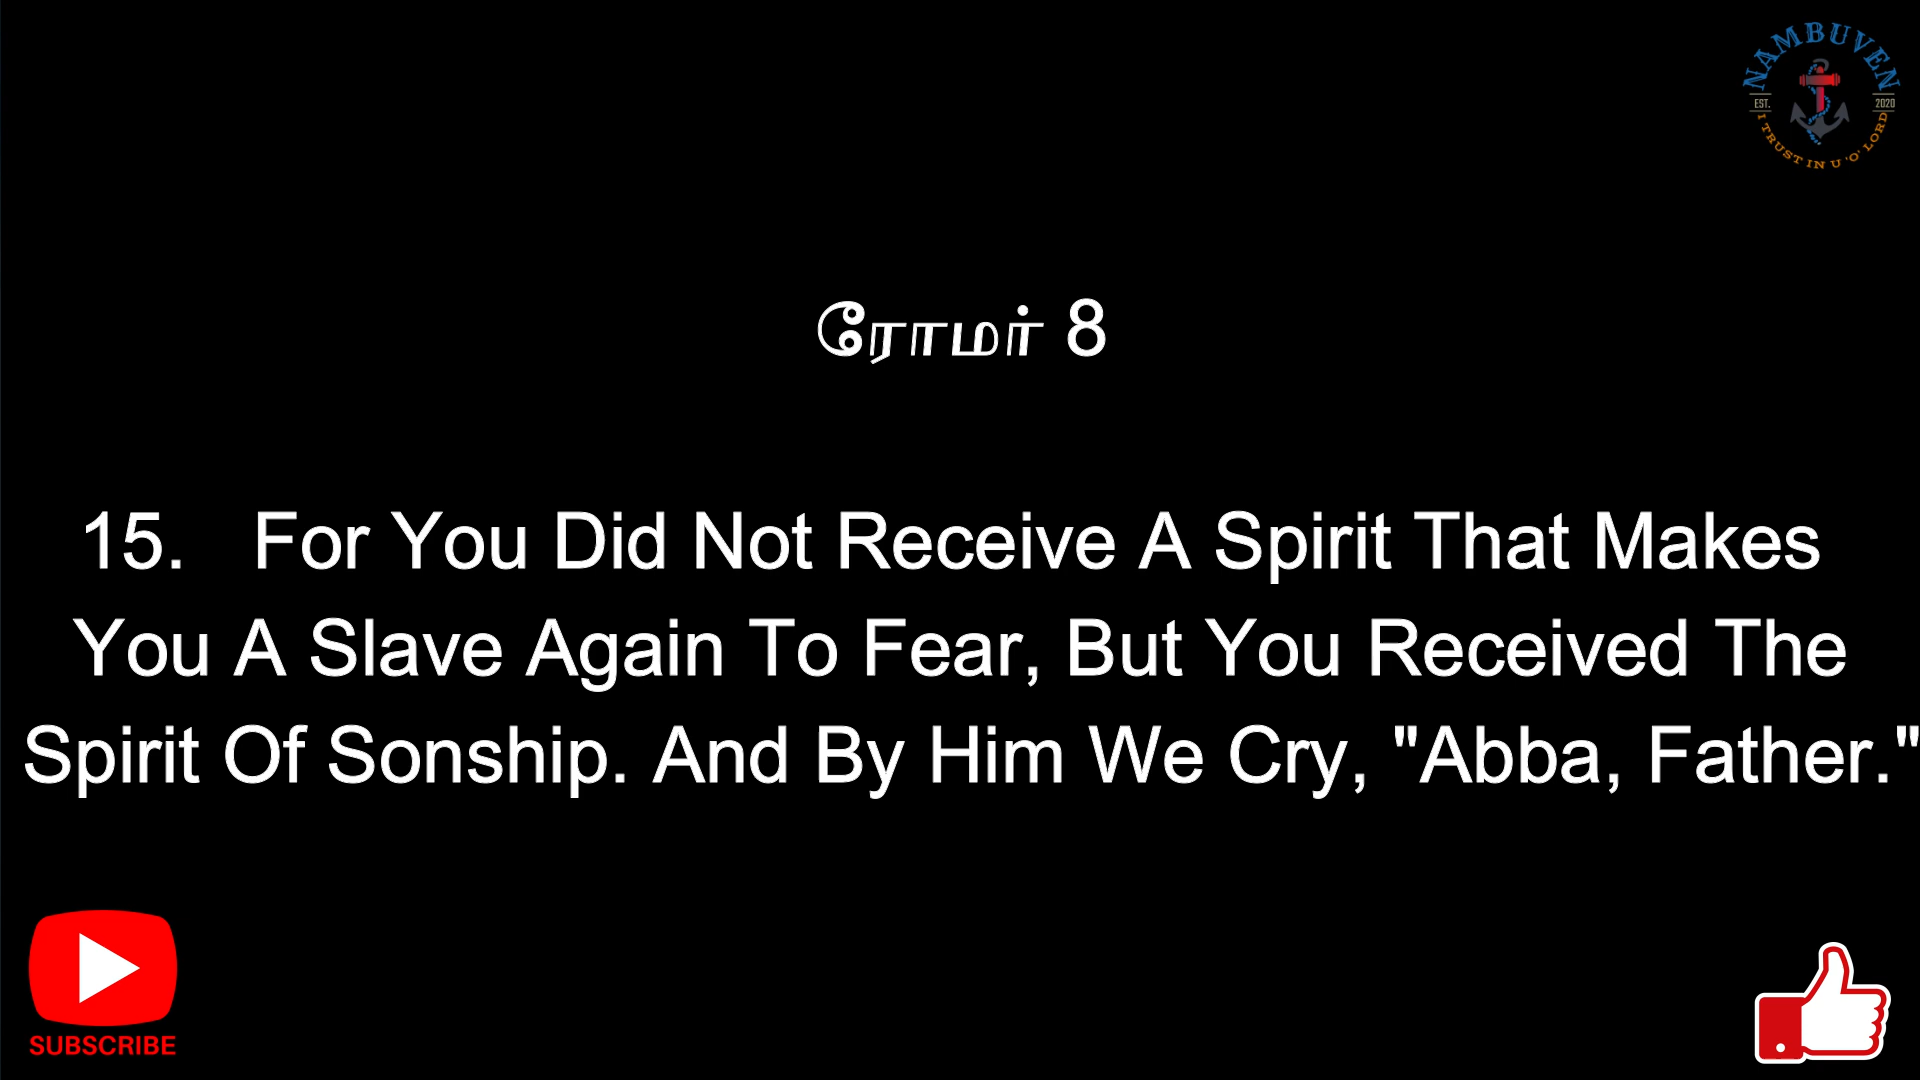 NAMBUVEN
EST. 2020
I TRUST IN U 'O' LORD
ரோமர் 8
15. For You Did Not Receive A Spirit That Makes
You A Slave Again To Fear, But You Received The
Spirit Of Sonship. And By Him We Cry, "Abba, Father."
SUBSCRIBE